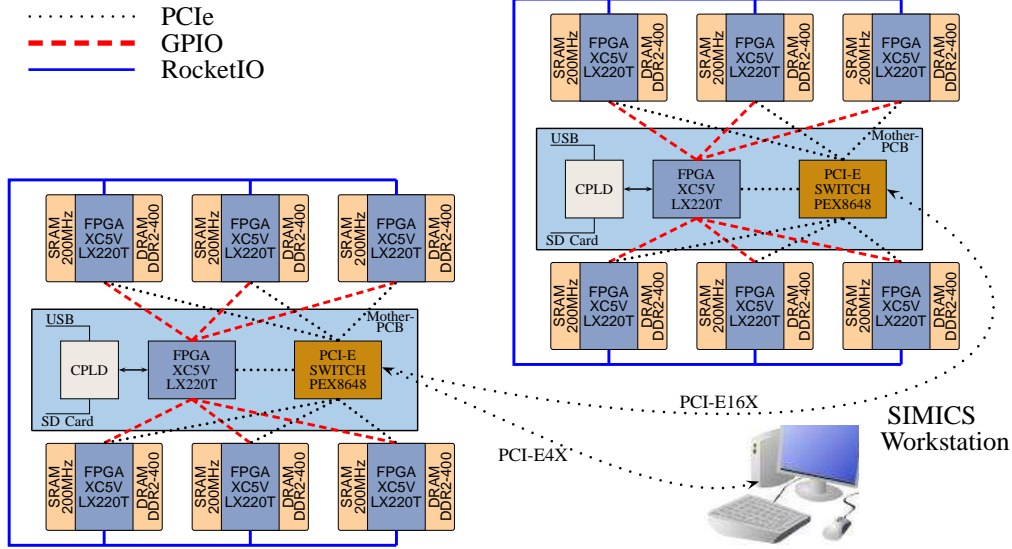 PCIe
GPIO
RocketIO
SRAM
200MHz
FPGA
XC5V
LX220T
DRAM
DDR2-400
SRAM
200MHz
FPGA
XC5V
LX220T
DRAM
DDR2-400
SRAM
200MHz
FPGA
XC5V
LX220T
DRAM
DDR2-400
USB
CPLD
SD Card
FPGA
XC5V
LX220T
Mother-
PCB
PCI-E
SWITCH
PEX8648
SRAM
200MHz
FPGA
XC5V
LX220T
DRAM
DDR2-400
SRAM
200MHz
FPGA
XC5V
LX220T
DRAM
DDR2-400
SRAM
200MHz
FPGA
XC5V
LX220T
DRAM
DDR2-400
SRAM
200MHz
FPGA
XC5V
LX220T
DRAM
DDR2-400
SRAM
200MHz
FPGA
XC5V
LX220T
DRAM
DDR2-400
SRAM
200MHz
FPGA
XC5V
LX220T
DRAM
DDR2-400
USB
CPLD
SD Card
FPGA
XC5V
LX220T
Mother-
PCB
PCI-E
SWITCH
PEX8648
SRAM
200MHz
FPGA
XC5V
LX220T
DRAM
DDR2-400
SRAM
200MHz
FPGA
XC5V
LX220T
DRAM
DDR2-400
SRAM
200MHz
FPGA
XC5V
LX220T
DRAM
DDR2-400
PCI-E16X
PCI-E4X
SIMICS
Workstation